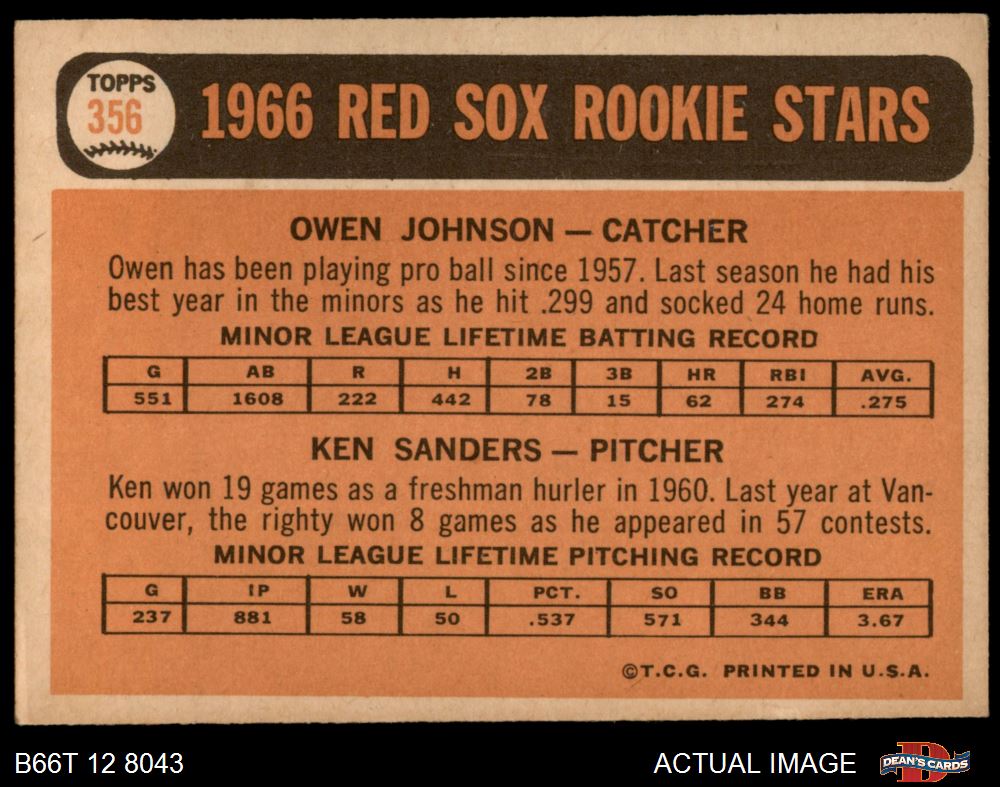 TOPPS
356
1966 RED SOX ROOKIE STARS
OWEN JOHNSON — CATCHER
Owen has been playing pro ball since 1957. Last season he had his
best year in the minors as he hit .299 and socked 24 home runs.
MINOR LEAGUE LIFETIME BATTING RECORD
G AB R H 2B 3B HR RBI AVG.
551 1608 222 442 78 15 62 274 .275
KEN SANDERS — PITCHER
Ken won 19 games as a freshman hurler in 1960. Last year at Van-
couver, the righty won 8 games as he appeared in 57 contests.
MINOR LEAGUE LIFETIME PITCHING RECORD
G IP W L PCT. SO BB ERA
237 881 58 50 .537 571 344 3.67
©T.C.G. PRINTED IN U.S.A.
B66T 12 8043
ACTUAL IMAGE
D
DEAN'S CARDS